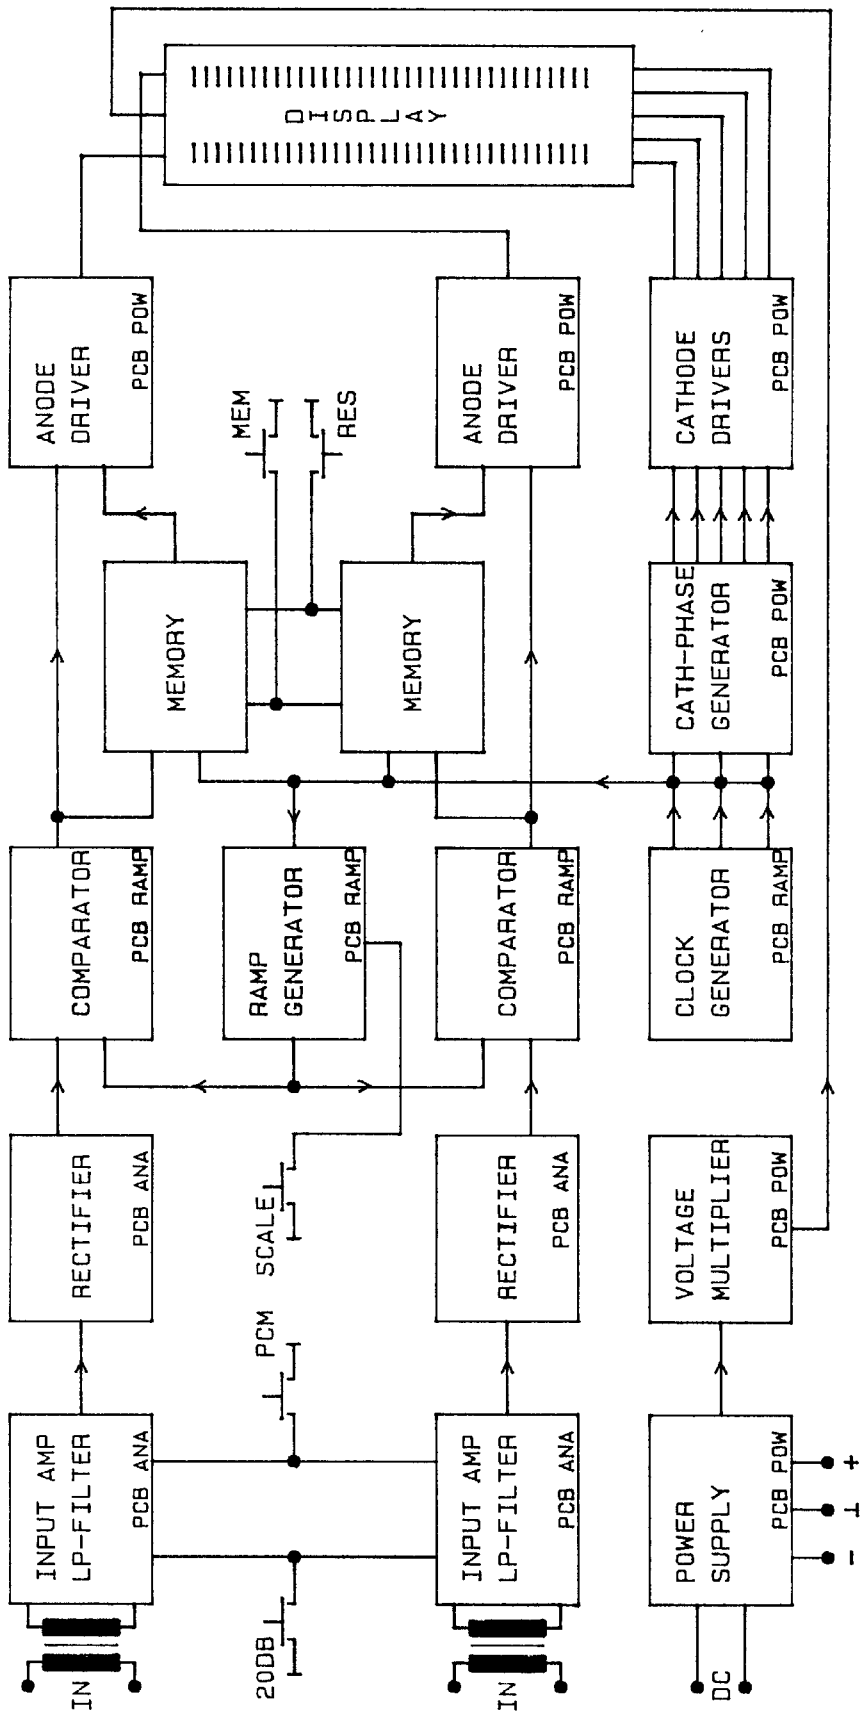 IN
INPUT AMP
LP-FILTER
PCB ANA
RECTIFIER
PCB ANA
COMPARATOR
PCB RAMP
ANODE
DRIVER
PCB POW
20DB
PCM
SCALE
RAMP
GENERATOR
PCB RAMP
MEMORY
MEMORY
MEM
RES
IN
INPUT AMP
LP-FILTER
PCB ANA
RECTIFIER
PCB ANA
COMPARATOR
PCB RAMP
ANODE
DRIVER
PCB POW
DISPLAY
DC
POWER
SUPPLY
PCB POW
- ⊥ +
VOLTAGE
MULTIPLIER
PCB POW
CLOCK
GENERATOR
PCB RAMP
CATH-PHASE
GENERATOR
PCB POW
CATHODE
DRIVERS
PCB POW